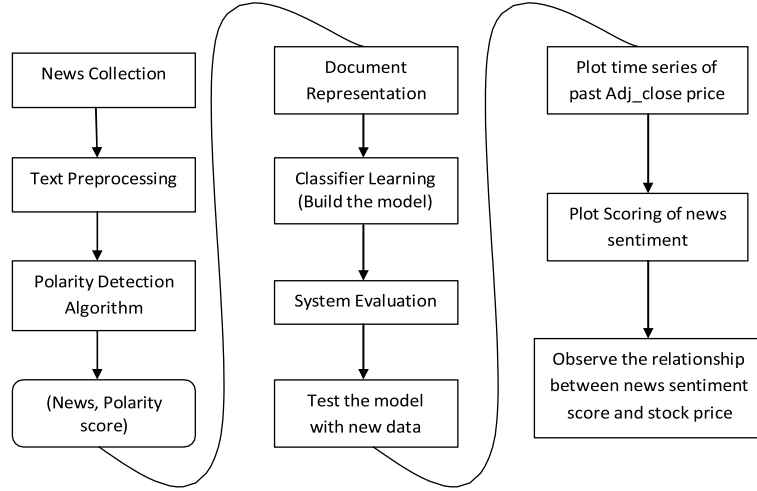 News Collection
Text Preprocessing
Polarity Detection
Algorithm
(News, Polarity
score)
Document
Representation
Classifier Learning
(Build the model)
System Evaluation
Test the model
with new data
Plot time series of
past Adj_close price
Plot Scoring of news
sentiment
Observe the relationship
between news sentiment
score and stock price